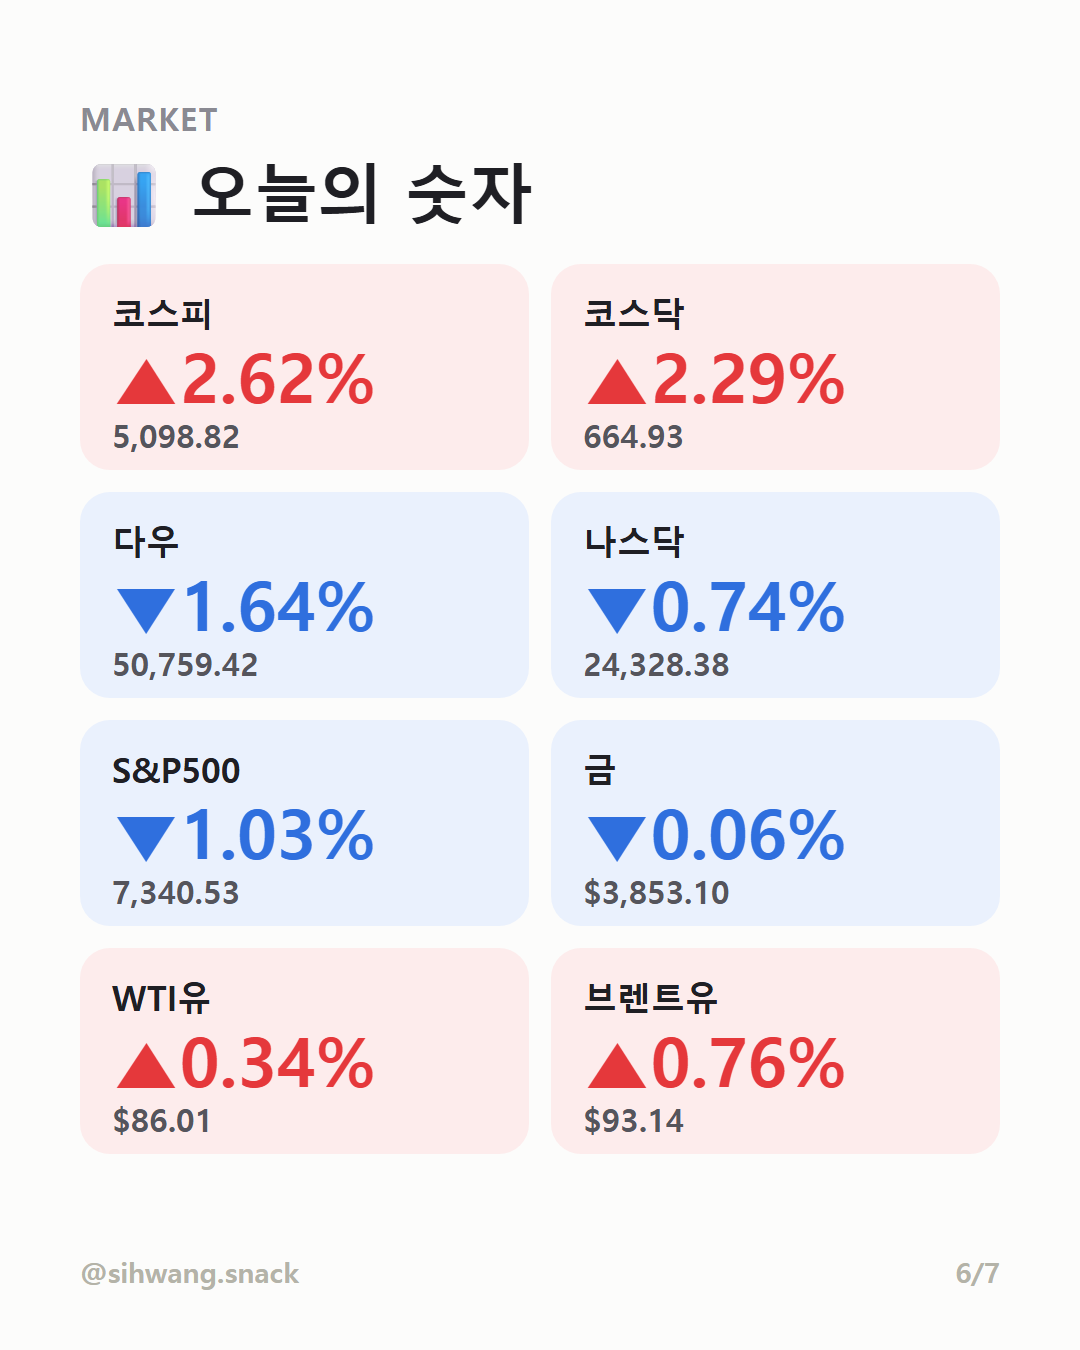 MARKET
📊 오늘의 숫자
코스피
▲2.62%
5,098.82
코스닥
▲2.29%
664.93
다우
▼1.64%
50,759.42
나스닥
▼0.74%
24,328.38
S&P500
▼1.03%
7,340.53
금
▼0.06%
$3,853.10
WTI유
▲0.34%
$86.01
브렌트유
▲0.76%
$93.14
@sihwang.snack
6/7